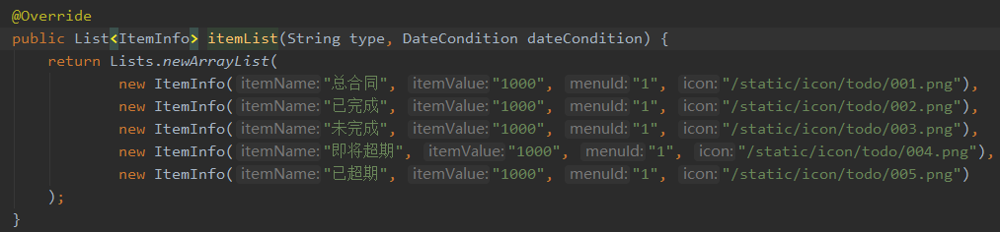 @Override
public List<ItemInfo> itemList(String type, DateCondition dateCondition) {
return Lists.newArrayList(
new ItemInfo( itemName: "总合同", itemValue: "1000", menuId: "1", icon: "/static/icon/todo/001.png"),
new ItemInfo( itemName: "已完成", itemValue: "1000", menuId: "1", icon: "/static/icon/todo/002.png"),
new ItemInfo( itemName: "未完成", itemValue: "1000", menuId: "1", icon: "/static/icon/todo/003.png"),
new ItemInfo( itemName: "即将超期", itemValue: "1000", menuId: "1", icon: "/static/icon/todo/004.png"),
new ItemInfo( itemName: "已超期", itemValue: "1000", menuId: "1", icon: "/static/icon/todo/005.png")
);
}